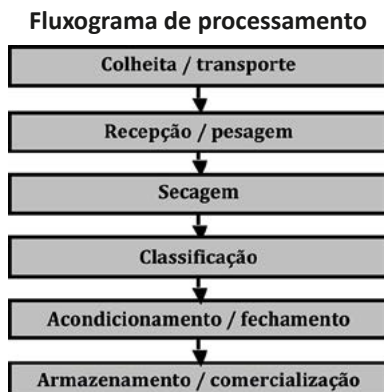 Fluxograma de processamento
Colheita / transporte
Recepção / pesagem
Secagem
Classificação
Acondicionamento / fechamento
Armazenamento / comercialização